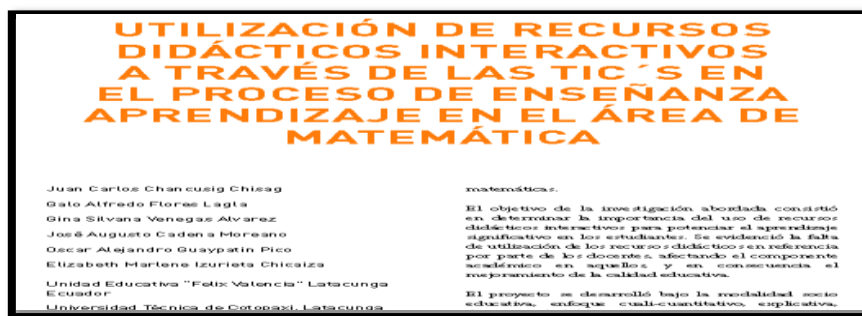 UTILIZACIÓN DE RECURSOS
DIDÁCTICOS INTERACTIVOS
A TRAVÉS DE LAS TIC´S EN
EL PROCESO DE ENSEÑANZA
APRENDIZAJE EN EL ÁREA DE
MATEMÁTICA
Juan Carlos Chancusig Chisag
Galo Alfredo Flores Lagla
Gina Silvana Venegas Alvarez
José Augusto Cadena Moreano
Oscar Alejandro Guaypatin Pico
Elizabeth Marlene Izurieta Chicaiza
Unidad Educativa "Felix Valencia" Latacunga
Ecuador
Universidad Técnica de Cotopaxi, Latacunga
matemáticas.
El objetivo de la investigación abordada consistió
en determinar la importancia del uso de recursos
didácticos interactivos para potenciar el aprendizaje
significativo en los estudiantes. Se evidenció la falta
de utilización de los recursos didácticos en referencia
por parte de los docentes, afectando el componente
académico en aquellos, y en consecuencia el
mejoramiento de la calidad educativa.
El proyecto se desarrolló bajo la modalidad socio
educativa, enfoque cuali-cuantitativo, explicativa,